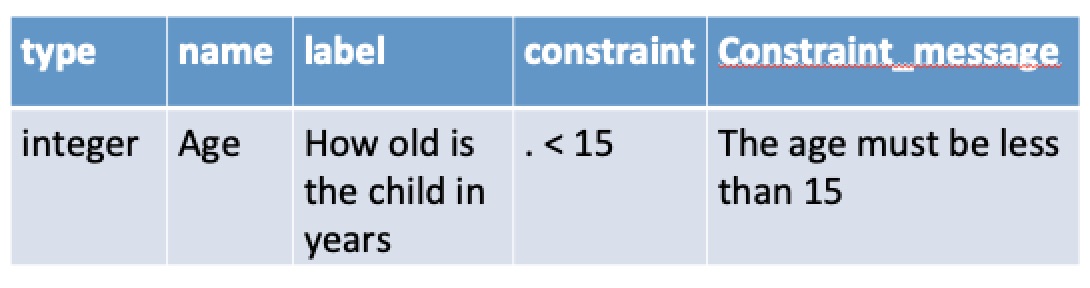 type name label constraint Constraint_message
integer Age How old is . < 15 The age must be less
the child in than 15
years